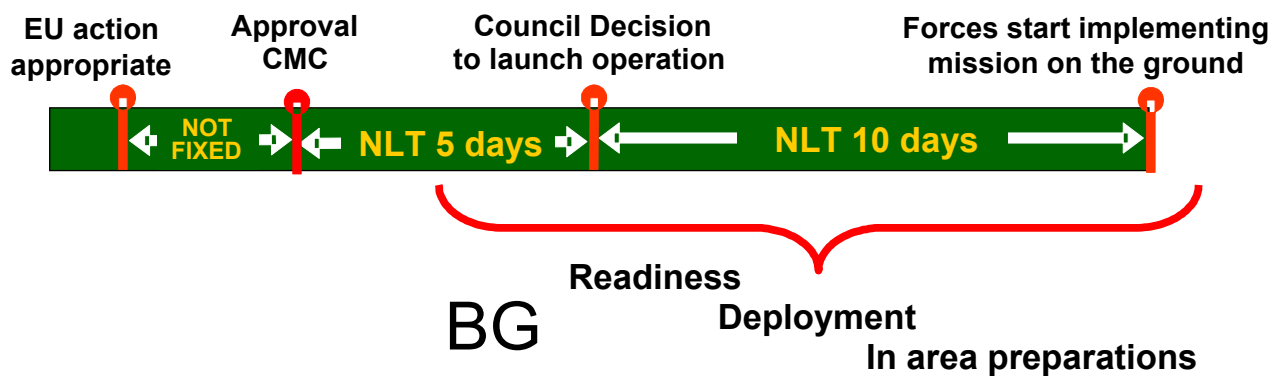 EU action
appropriate
Approval
CMC
Council Decision
to launch operation
Forces start implementing
mission on the ground
NOT
FIXED
NLT 5 days
NLT 10 days
Readiness
BG
Deployment
In area preparations